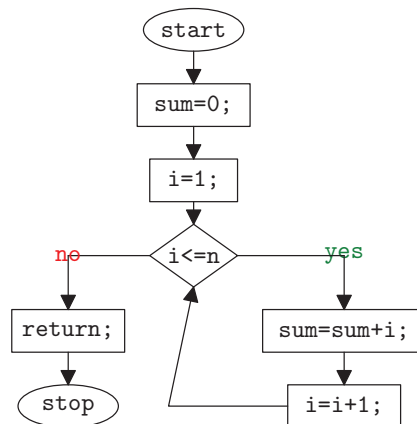 start
sum=0;
i=1;
i<=n
no
yes
return;
sum=sum+i;
stop
i=i+1;